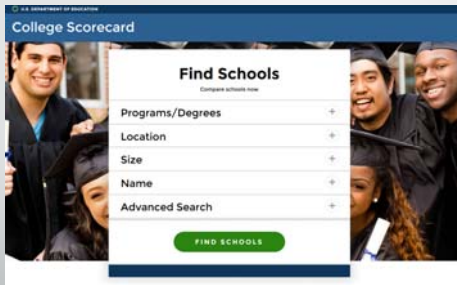 U.S. DEPARTMENT OF EDUCATION
College Scorecard
Find Schools
Compare schools now
Programs/Degrees +
Location +
Size +
Name +
Advanced Search +
FIND SCHOOLS